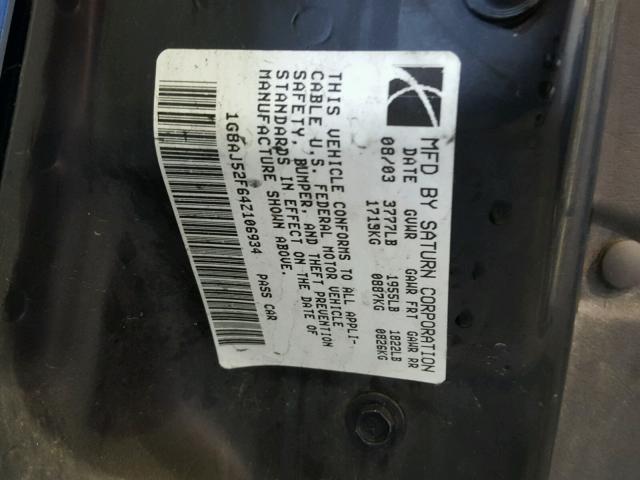 MFD BY SATURN CORPORATION
DATE GVWR GAWR FRT GAWR RR
08/03 3777LB 1955LB 1822LB
1713KG 0887KG 0826KG
THIS VEHICLE CONFORMS TO ALL APPLI-
CABLE U.S. FEDERAL MOTOR VEHICLE
SAFETY, BUMPER, AND THEFT PREVENTION
STANDARDS IN EFFECT ON THE DATE OF
MANUFACTURE SHOWN ABOVE.
1G8AJ52F64Z106934 PASS CAR